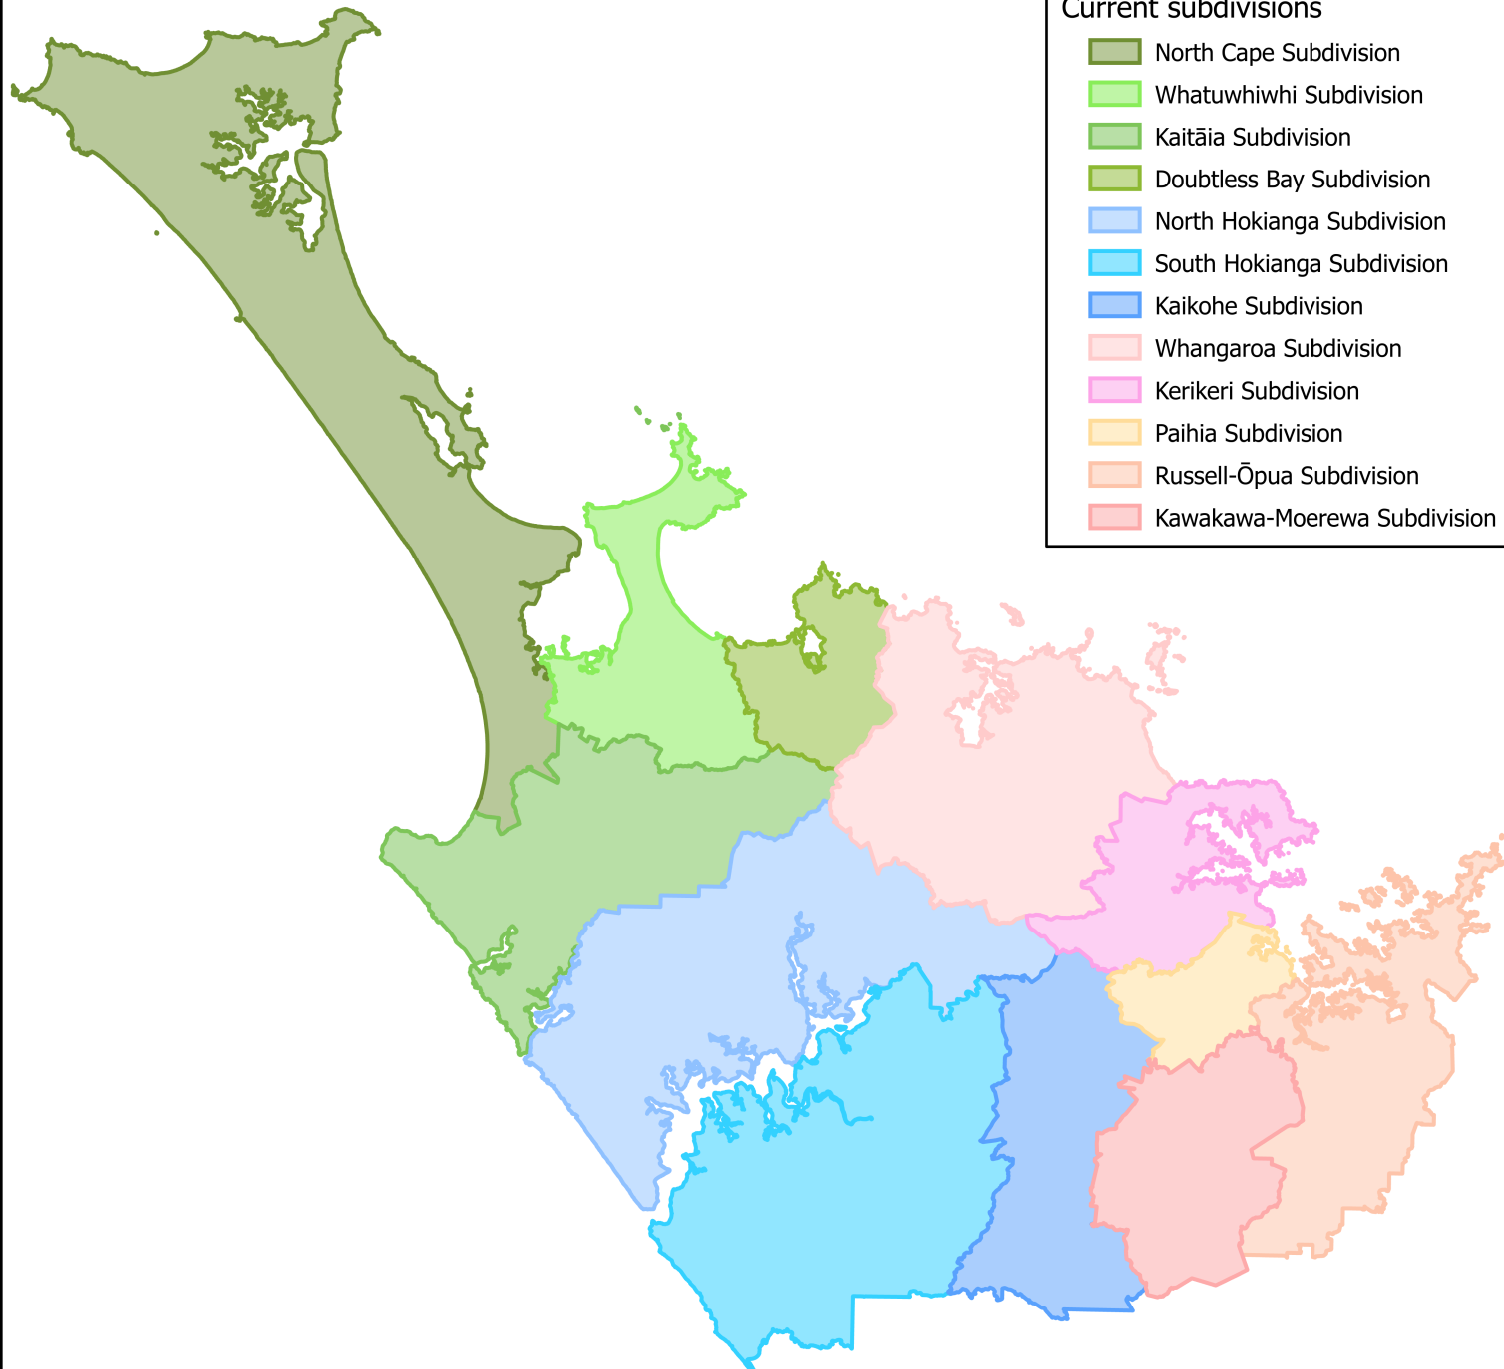 Current subdivisions
North Cape Subdivision
Whatuwhiwhi Subdivision
Kaitāia Subdivision
Doubtless Bay Subdivision
North Hokianga Subdivision
South Hokianga Subdivision
Kaikohe Subdivision
Whangaroa Subdivision
Kerikeri Subdivision
Paihia Subdivision
Russell-Ōpua Subdivision
Kawakawa-Moerewa Subdivision